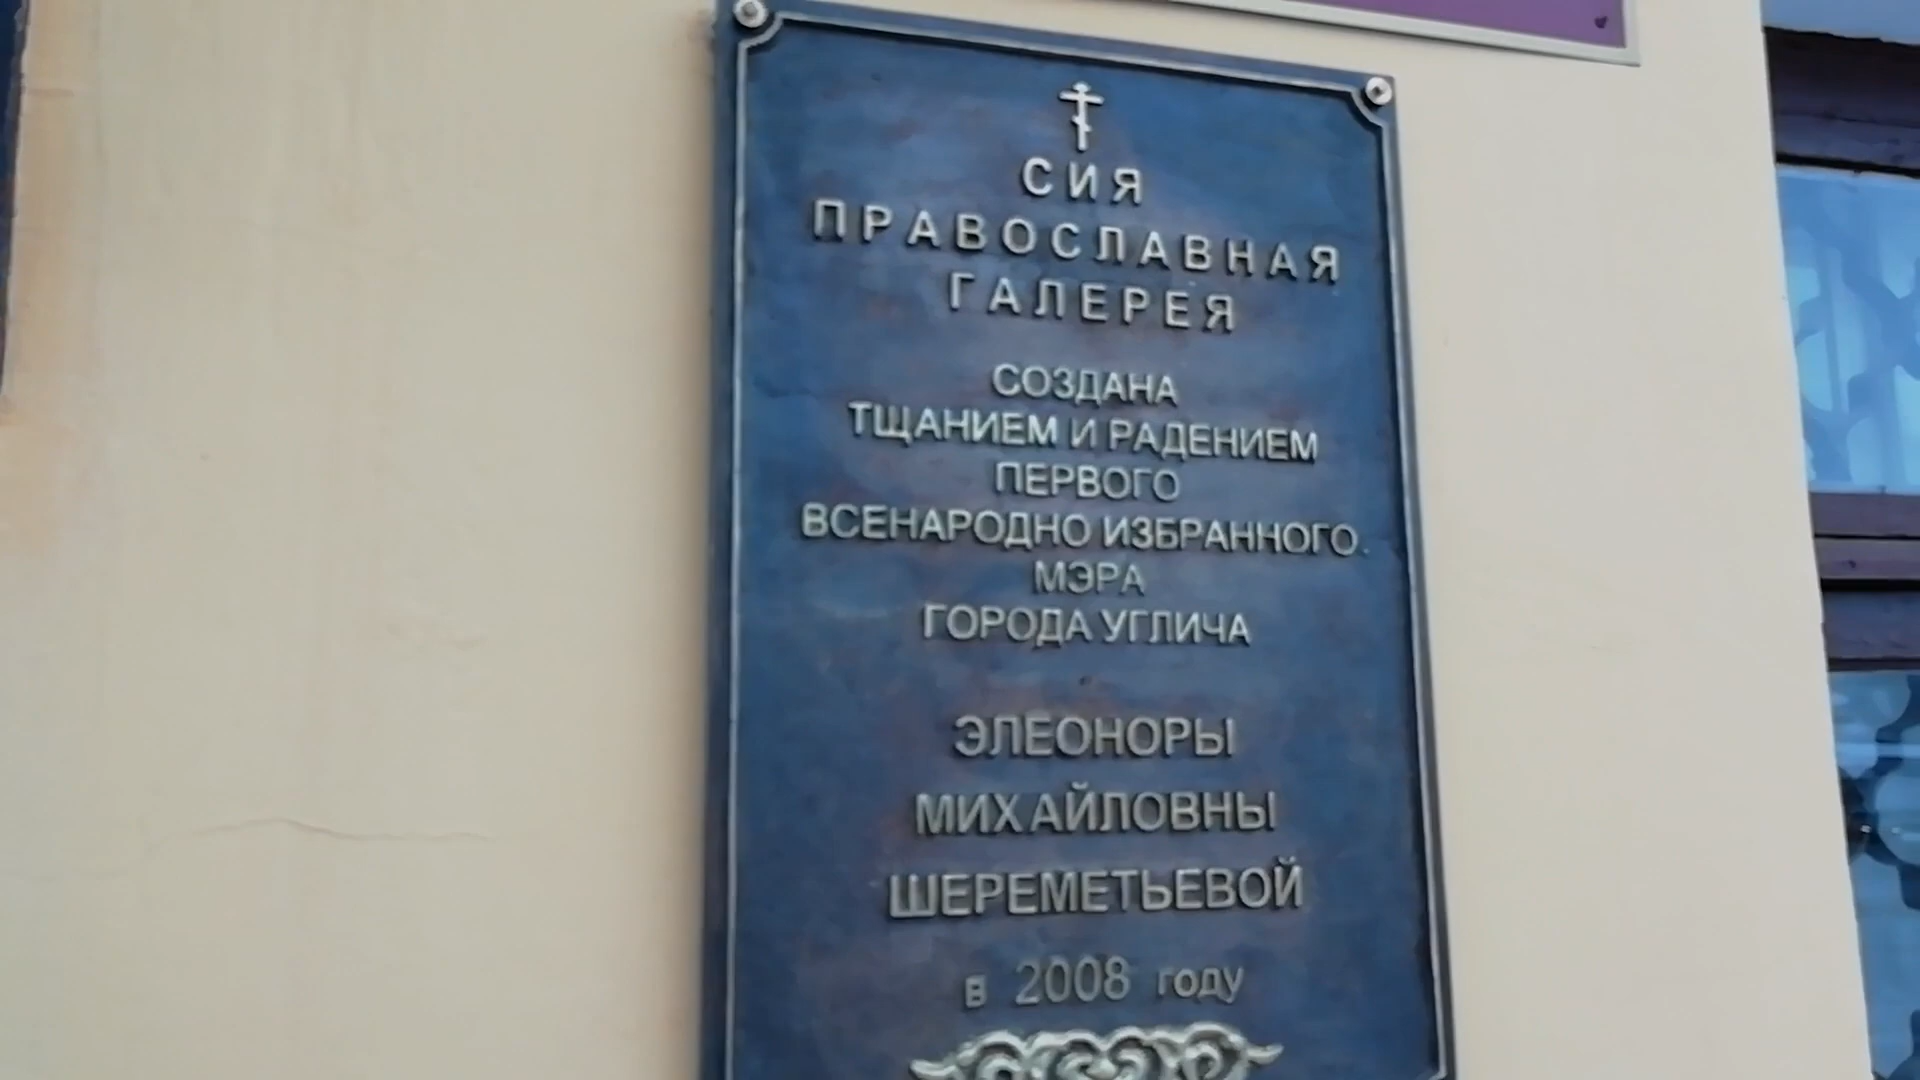 СИЯ
ПРАВОСЛАВНАЯ
ГАЛЕРЕЯ
СОЗДАНА
ТЩАНИЕМ И РАДЕНИЕМ
ПЕРВОГО
ВСЕНАРОДНО ИЗБРАННОГО
МЭРА
ГОРОДА УГЛИЧА
ЭЛЕОНОРЫ
МИХАЙЛОВНЫ
ШЕРЕМЕТЬЕВОЙ
в 2008 году